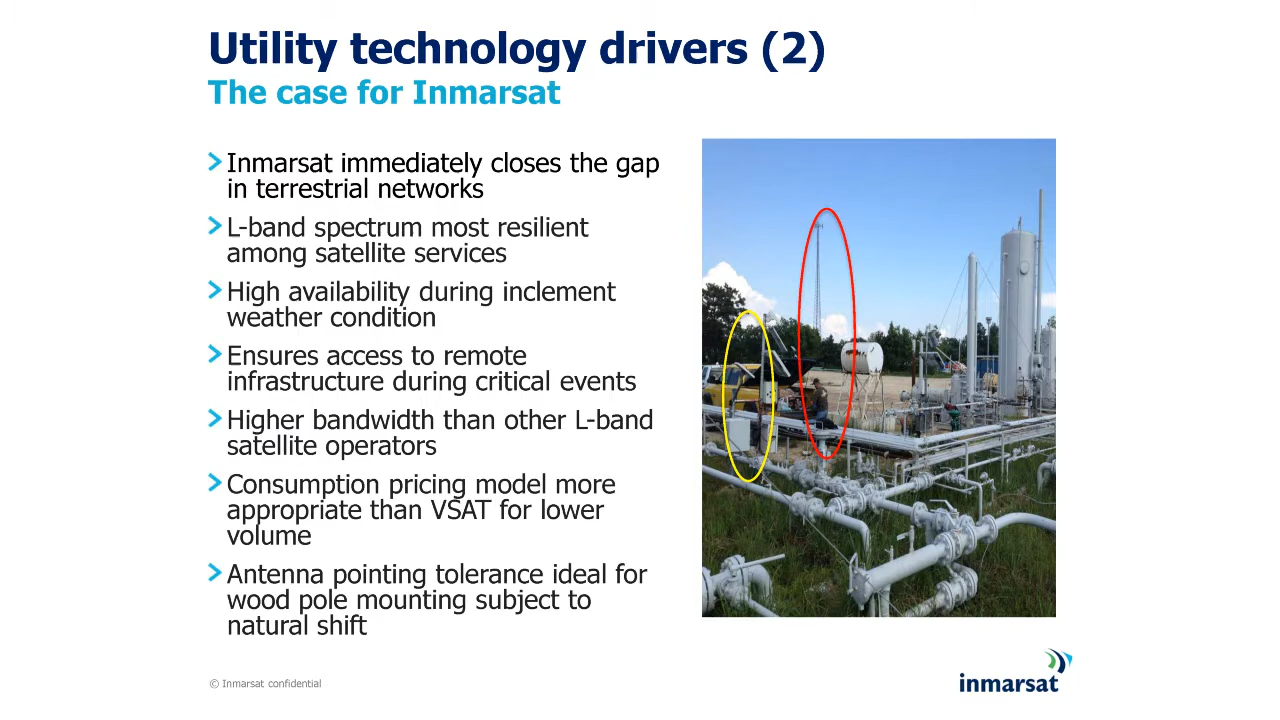 Utility technology drivers (2)
The case for Inmarsat
Inmarsat immediately closes the gap
in terrestrial networks
L-band spectrum most resilient
among satellite services
High availability during inclement
weather condition
Ensures access to remote
infrastructure during critical events
Higher bandwidth than other L-band
satellite operators
Consumption pricing model more
appropriate than VSAT for lower
volume
Antenna pointing tolerance ideal for
wood pole mounting subject to
natural shift
© Inmarsat confidential
inmarsat